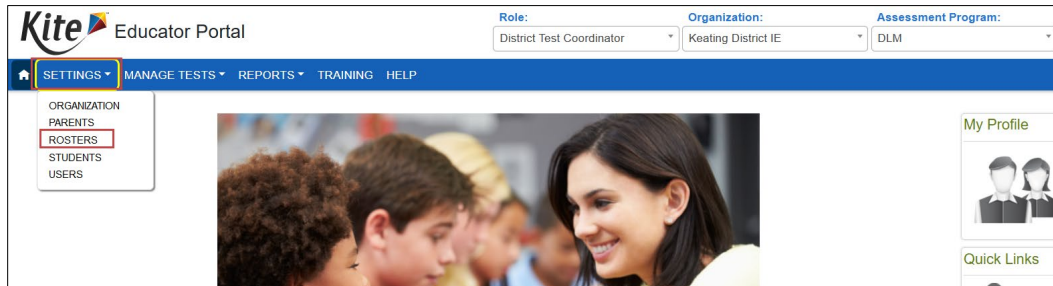 Kite Educator Portal
Role: Organization: Assessment Program:
District Test Coordinator Keating District IE DLM
SETTINGS MANAGE TESTS REPORTS TRAINING HELP
ORGANIZATION
PARENTS
ROSTERS
STUDENTS
USERS
My Profile
Quick Links